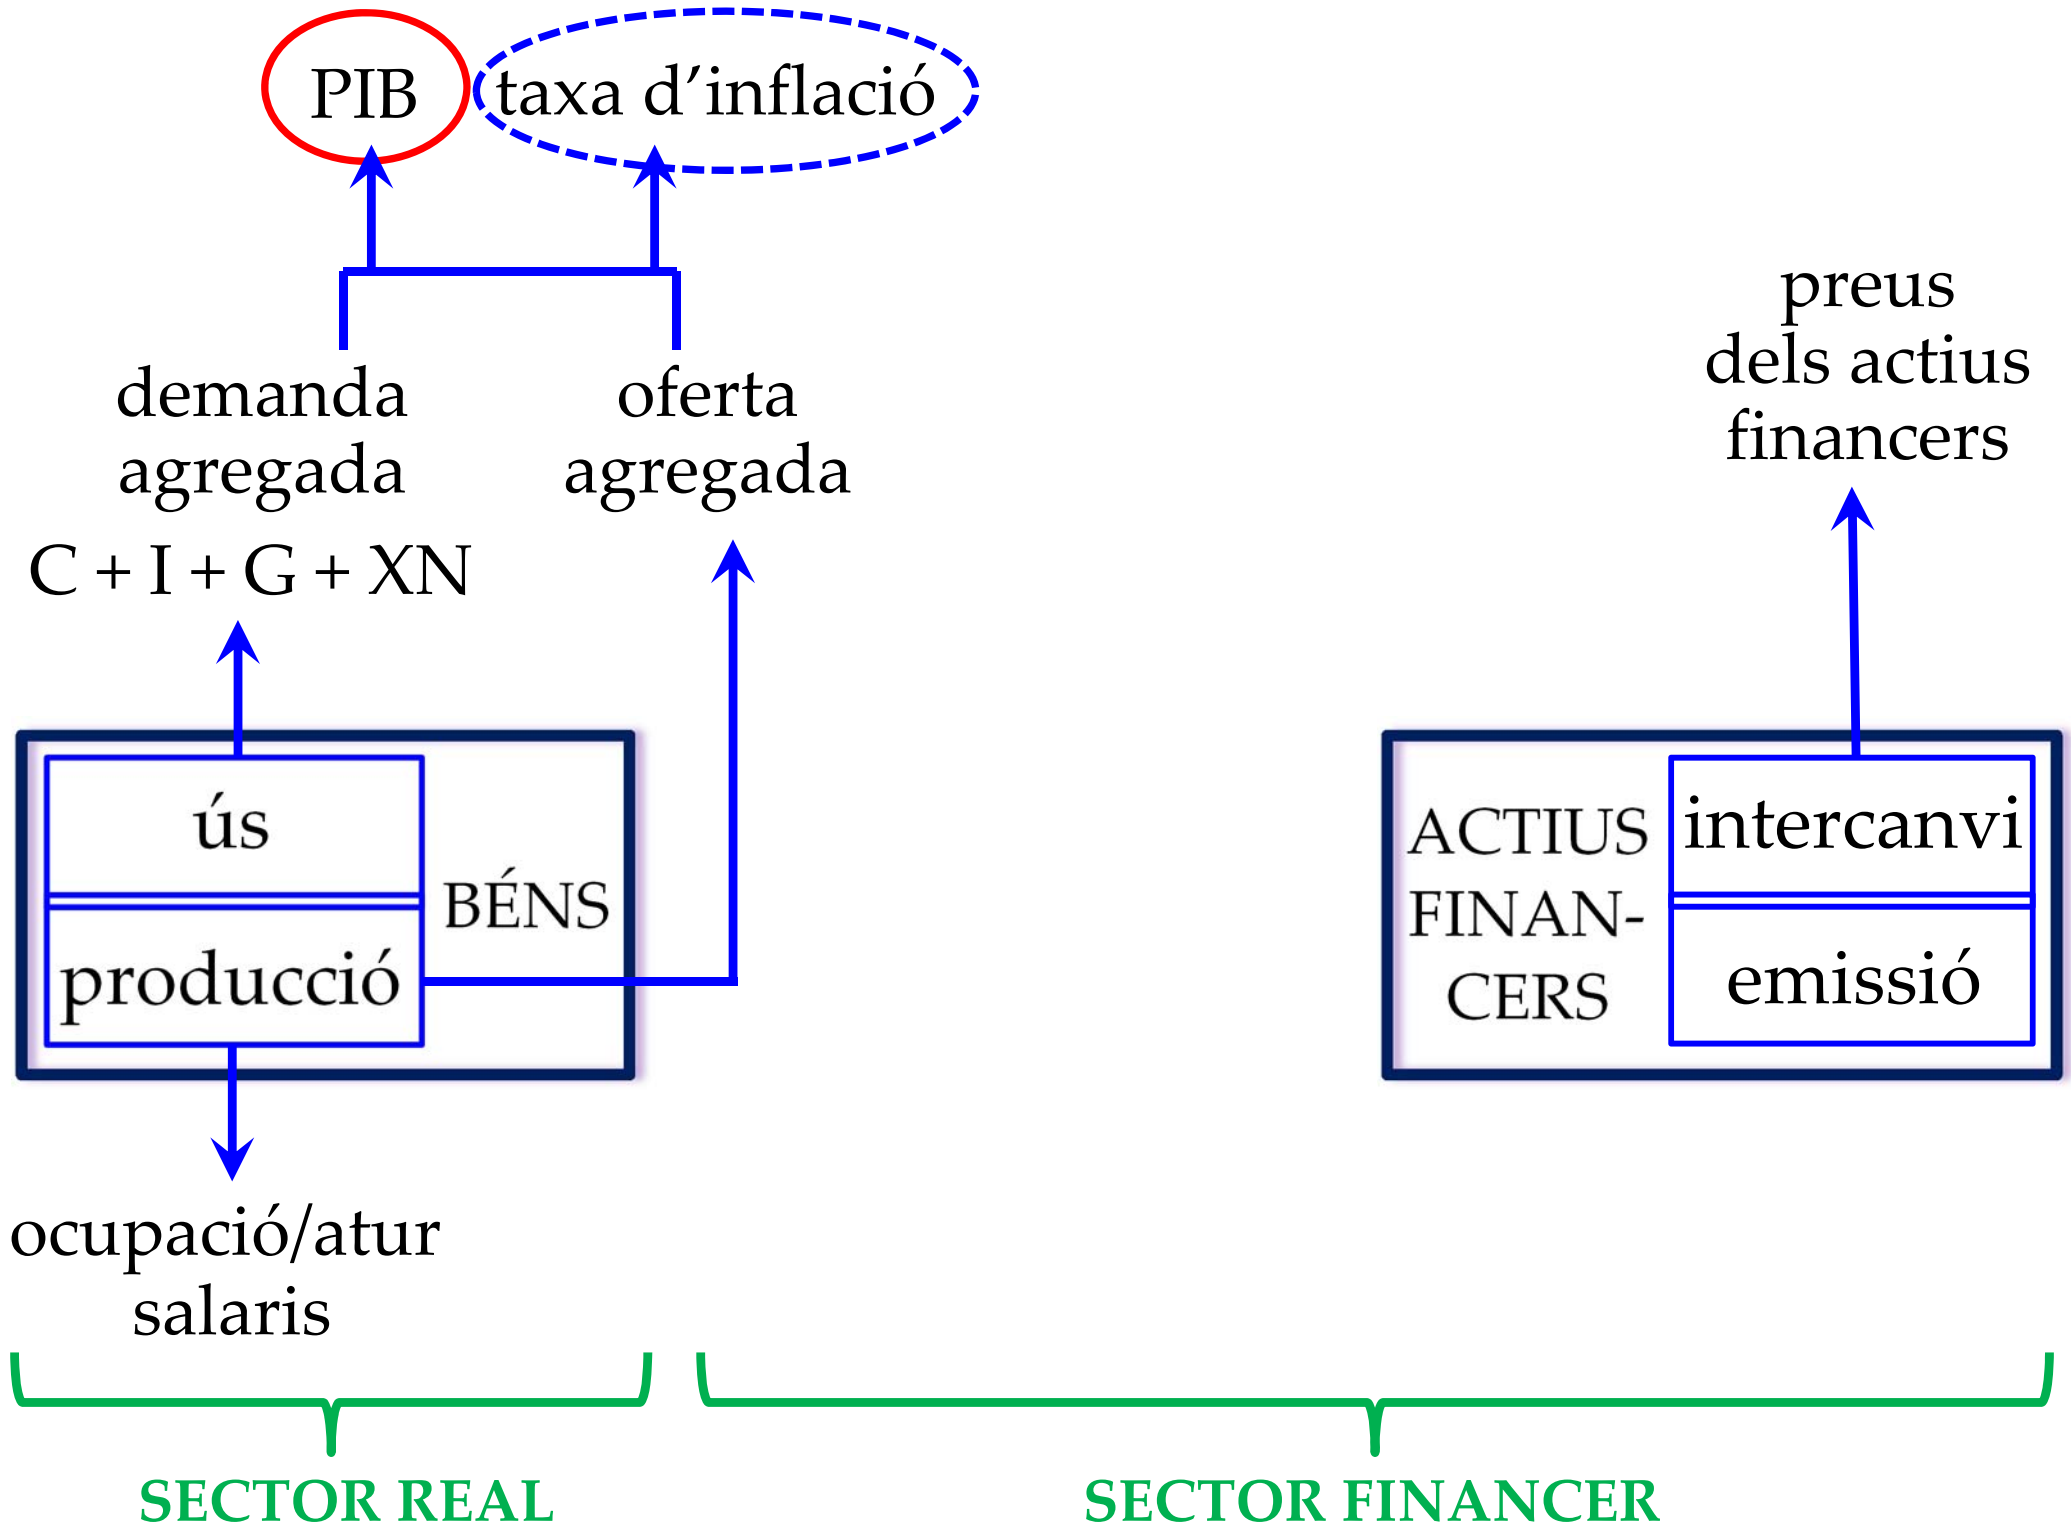 PIB
taxa d’inflació
preus
dels actius
financers
demanda
agregada
C + I + G + XN
oferta
agregada
ús
producció
BÉNS
ACTIUS
FINAN-
CERS
intercanvi
emissió
ocupació/atur
salaris
SECTOR REAL
SECTOR FINANCER